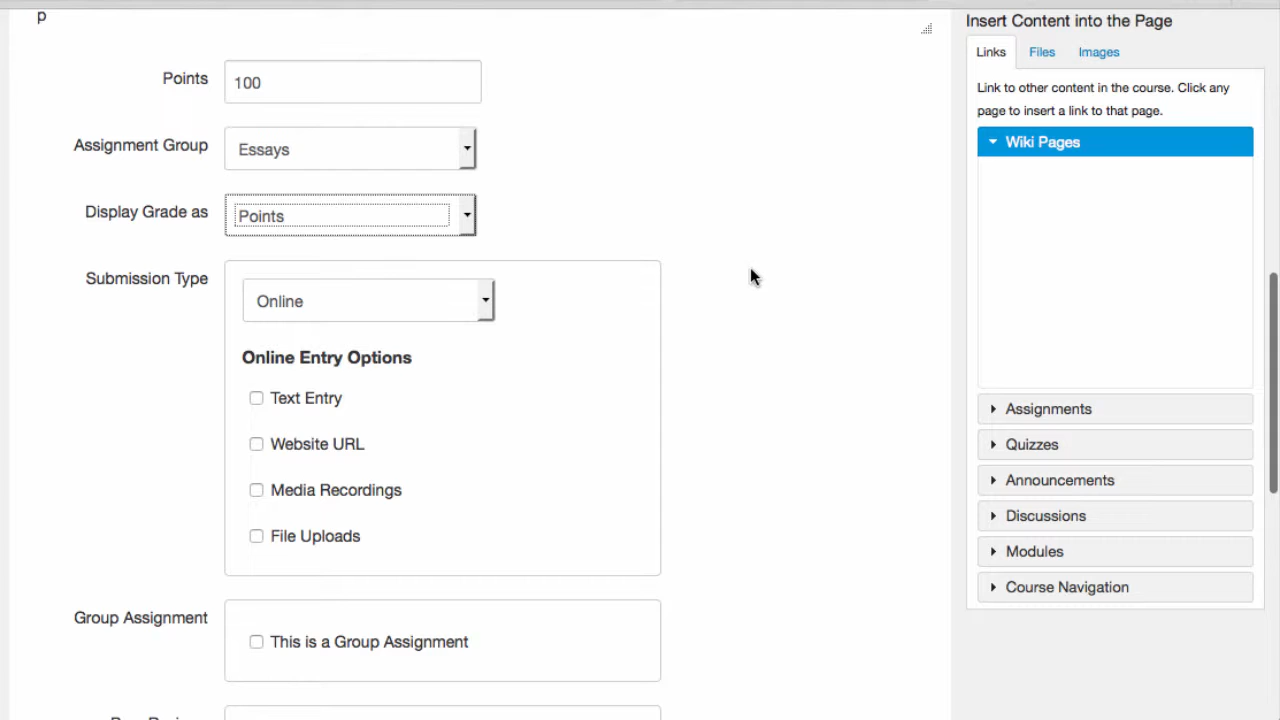 p
Points
100
Assignment Group
Essays
Display Grade as
Points
Submission Type
Online
Online Entry Options
Text Entry
Website URL
Media Recordings
File Uploads
Group Assignment
This is a Group Assignment
Insert Content into the Page
Links Files Images
Link to other content in the course. Click any
page to insert a link to that page.
Wiki Pages
Assignments
Quizzes
Announcements
Discussions
Modules
Course Navigation